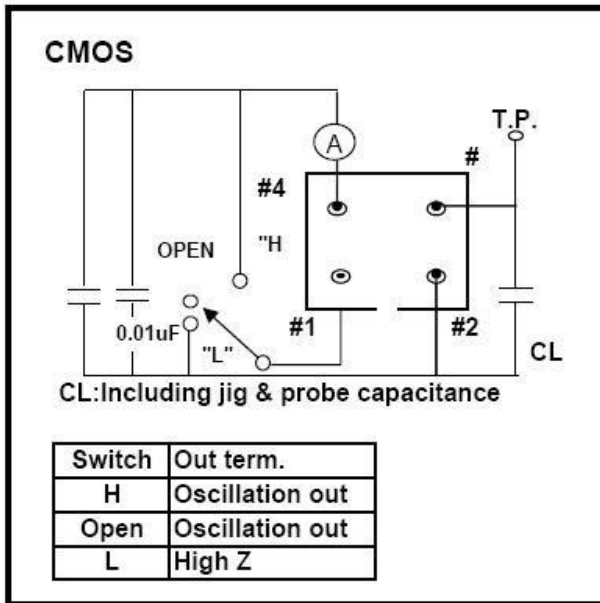 CMOS
T.P.
A
#
#4
OPEN
"H
0.01uF
"L"
#1
#2
CL
CL:Including jig & probe capacitance
Switch Out term.
H Oscillation out
Open Oscillation out
L High Z